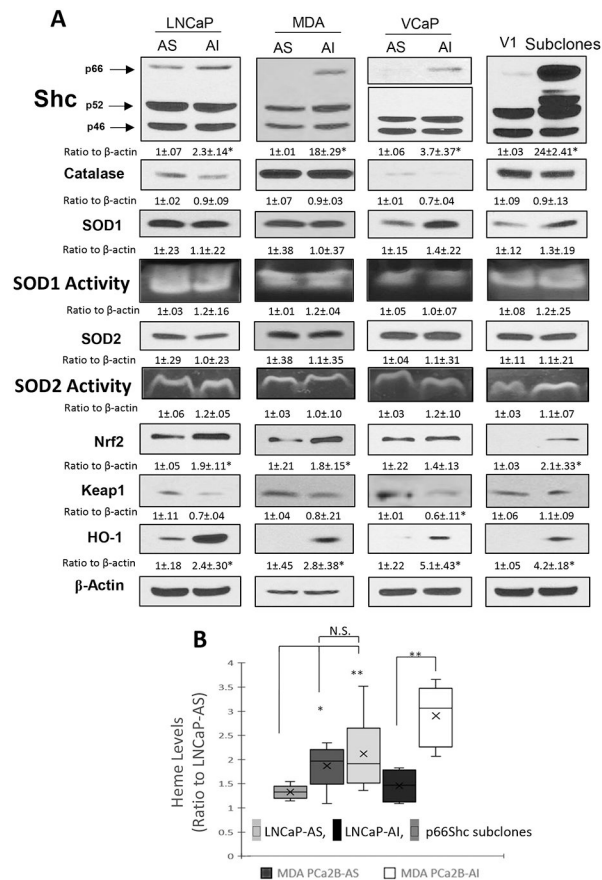 A
LNCaP MDA VCaP
AS AI AS AI AS AI V1 Subclones
p66
Shc p52
p46
Ratio to β-actin 1±.07 2.3±.14* 1±.01 18±.29* 1±.06 3.7±.37* 1±.03 24±2.41*
Catalase
Ratio to β-actin 1±.02 0.9±.09 1±.07 0.9±.03 1±.01 0.7±.04 1±.09 0.9±.13
SOD1
Ratio to β-actin 1±.23 1.1±.22 1±.38 1.0±.37 1±.15 1.4±.22 1±.12 1.3±.19
SOD1 Activity
Ratio to β-actin 1±.03 1.2±.16 1±.01 1.2±.04 1±.05 1.0±.07 1±.08 1.2±.25
SOD2
Ratio to β-actin 1±.29 1.0±.23 1±.38 1.1±.35 1±.04 1.1±.31 1±.11 1.1±.21
SOD2 Activity
Ratio to β-actin 1±.06 1.2±.05 1±.03 1.0±.10 1±.03 1.2±.10 1±.03 1.1±.07
Nrf2
Ratio to β-actin 1±.05 1.9±.11* 1±.21 1.8±.15* 1±.22 1.4±.13 1±.03 2.1±.33*
Keap1
Ratio to β-actin 1±.11 0.7±.04 1±.04 0.8±.21 1±.01 0.6±.11* 1±.06 1.1±.09
HO-1
Ratio to β-actin 1±.18 2.4±.30* 1±.45 2.8±.38* 1±.22 5.1±.43* 1±.05 4.2±.18*
β-Actin
B
N.S.
** 
**
*
Heme Levels
(Ratio to LNCaP-AS)
4
3.5
3
2.5
2
1.5
1
0.5
0
LNCaP-AS, LNCaP-AI, p66Shc subclones
MDA PCa2B-AS MDA PCa2B-AI